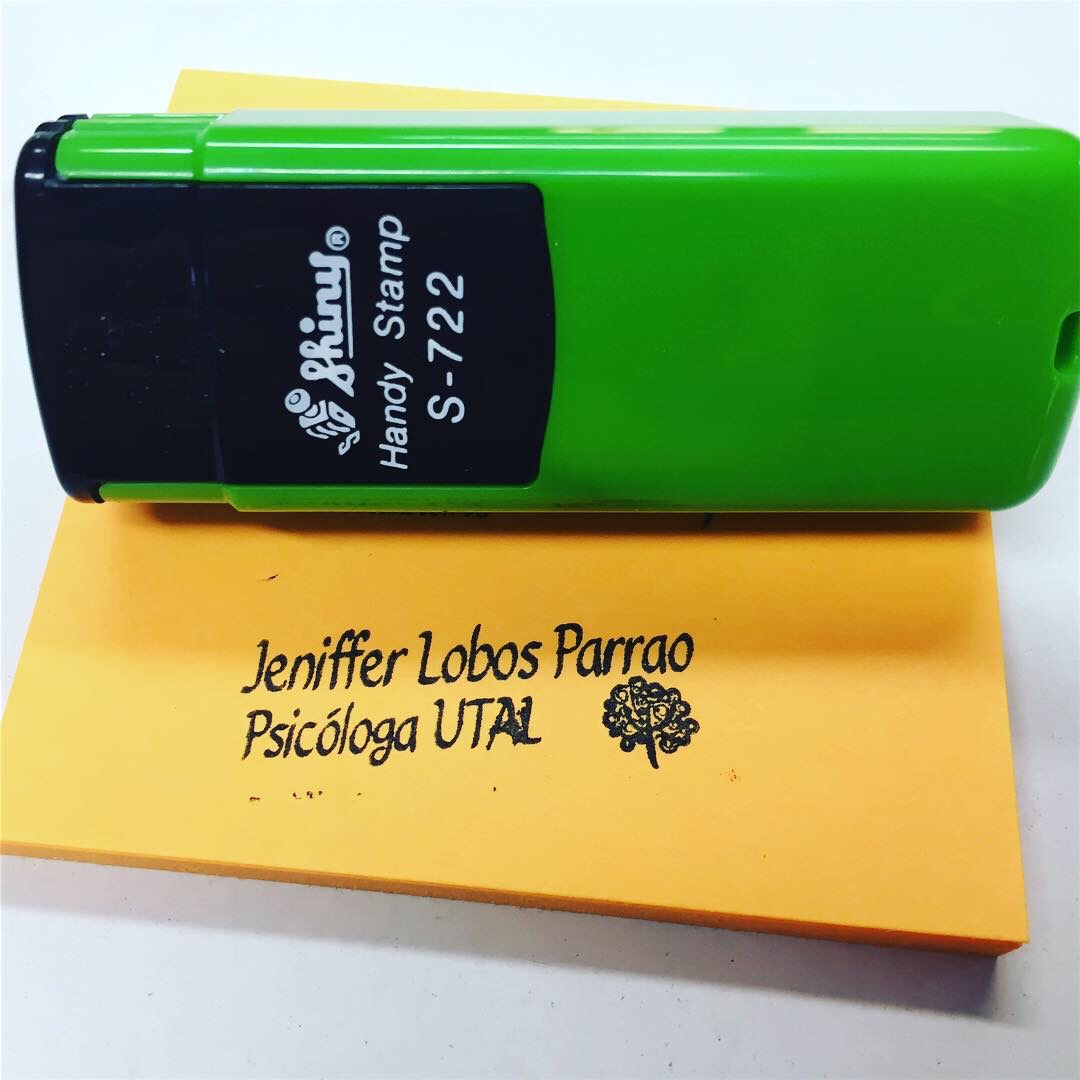 Shiny®
Handy Stamp
S-722
Jeniffer Lobos Parrao
Psicóloga UTAL